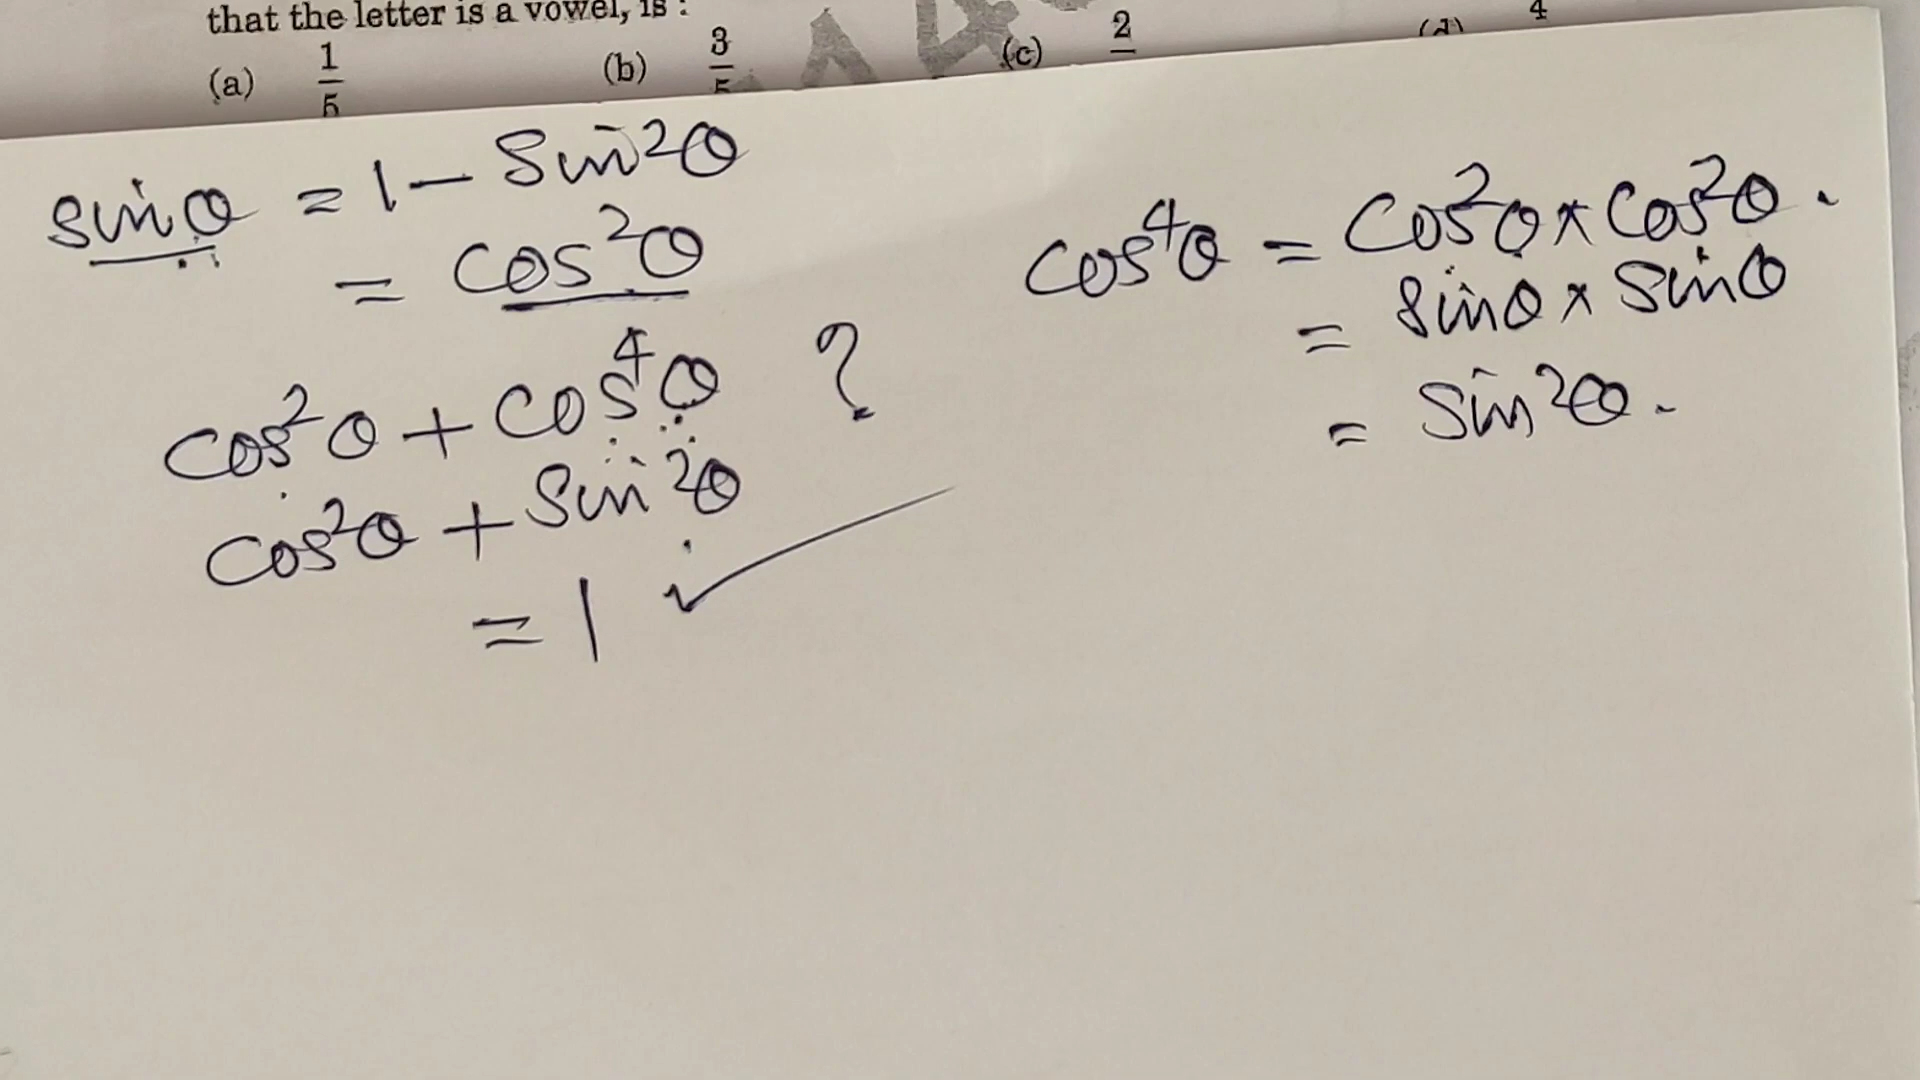 that the letter is a vowel, is :
(a) 1/5 (b) 3/5 (c) 2 (d) 4
sinθ = 1 - Sin²θ
= cos²θ
cos²θ + cos⁴θ ?
cos²θ + Sin²θ
= 1 ✓
cos⁴θ = cos²θ × cos²θ.
= sinθ × sinθ
= Sin²θ.